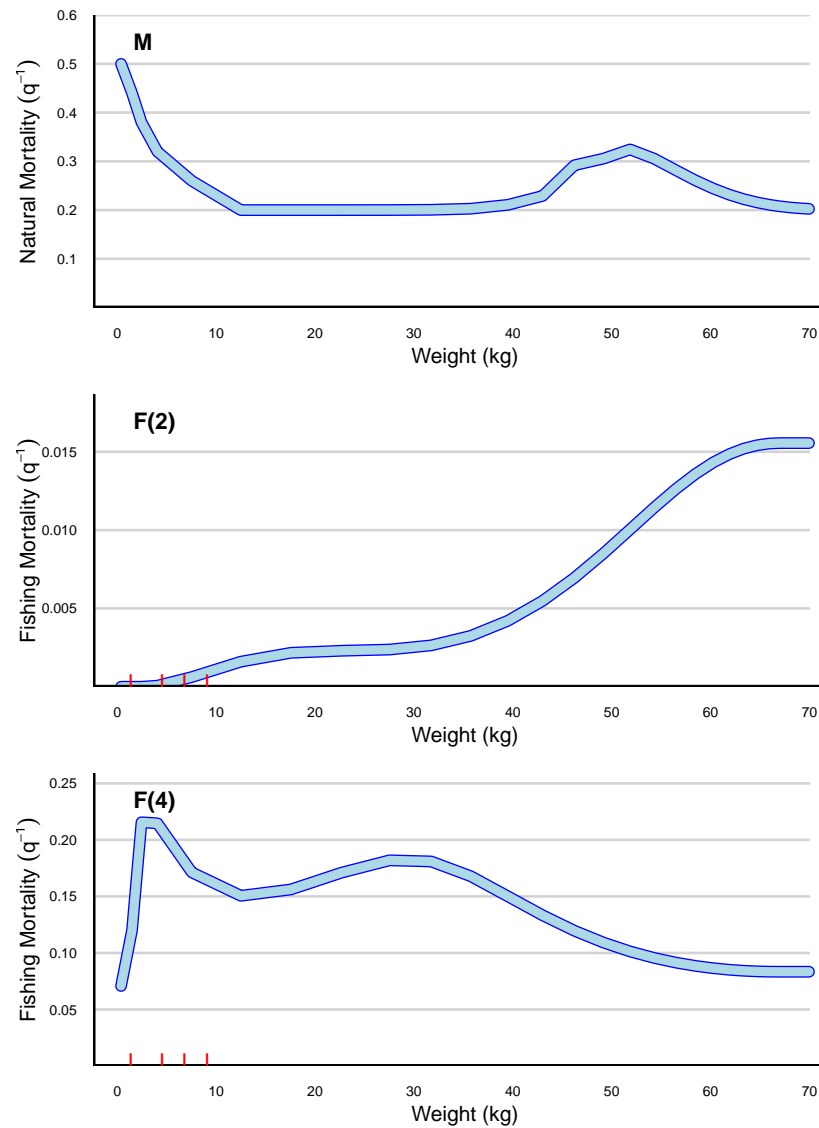 0.6
M
0.5
0.4
0.3
0.2
0.1
Natural Mortality (q⁻¹)
0 10 20 30 40 50 60 70
Weight (kg)
F(2)
0.015
0.010
0.005
Fishing Mortality (q⁻¹)
0 10 20 30 40 50 60 70
Weight (kg)
0.25
F(4)
0.20
0.15
0.10
0.05
Fishing Mortality (q⁻¹)
0 10 20 30 40 50 60 70
Weight (kg)